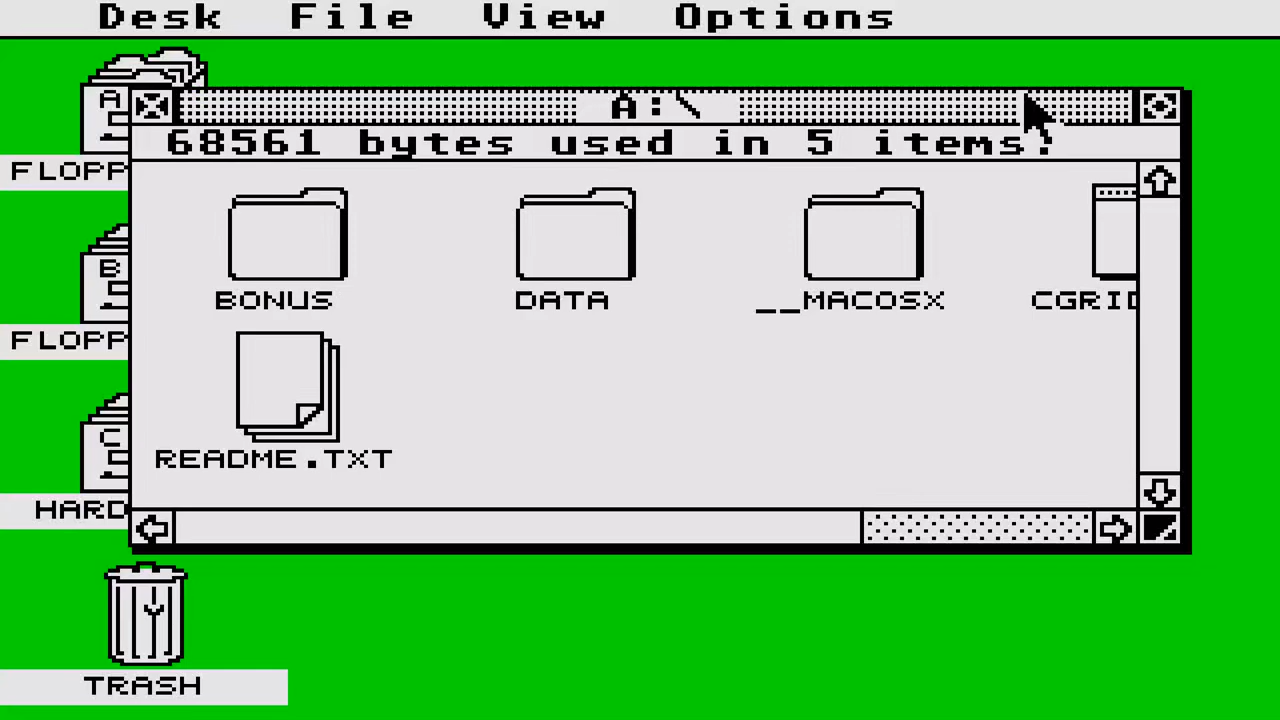 Desk File View Options
A:\
68561 bytes used in 5 items.
A
FLOPP
BONUS DATA __MACOSX CGRID
B
FLOPP
README.TXT
C
HARD
TRASH